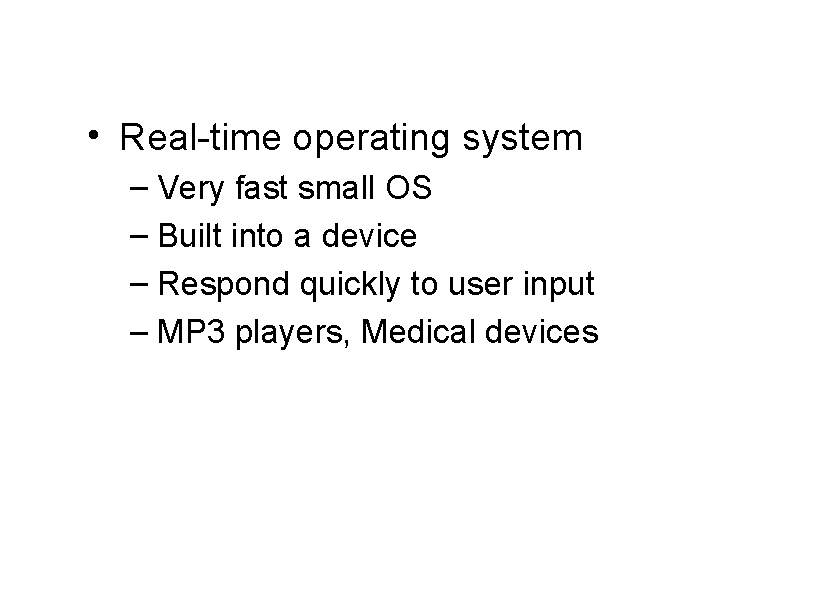 • Real-time operating system
– Very fast small OS
– Built into a device
– Respond quickly to user input
– MP3 players, Medical devices